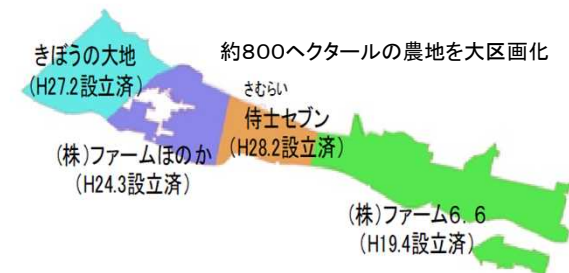 きぼうの大地
(H27.2設立済)
約800ヘクタールの農地を大区画化
さむらい
侍士セブン
(H28.2設立済)
(株)ファームほのか
(H24.3設立済)
(株)ファーム6.6
(H19.4設立済)